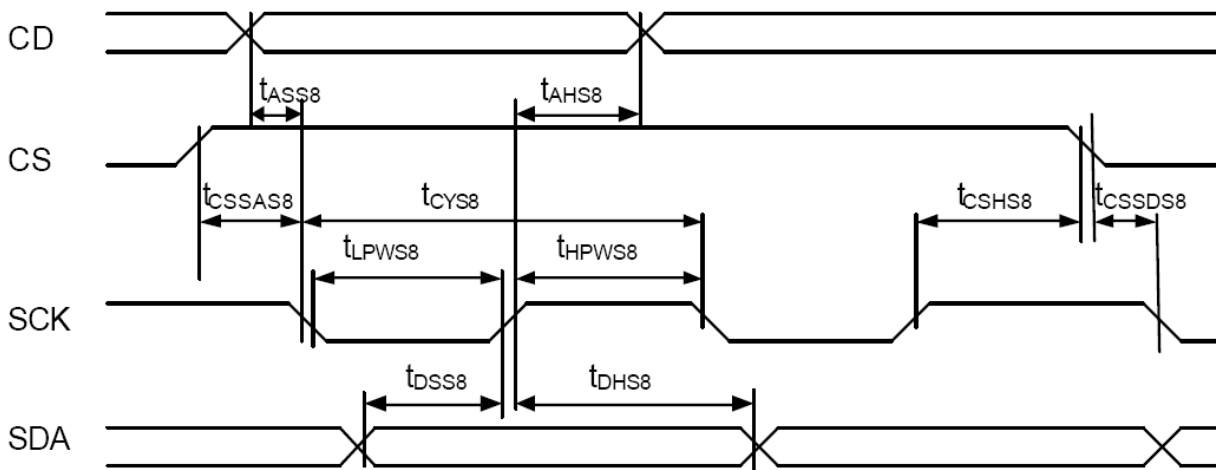 CD
tASS8
tAHS8
CS
tCSSAS8
tCYS8
tCSHS8
tCSSDS8
tLPWS8
tHPWS8
SCK
tDSS8
tDHS8
SDA